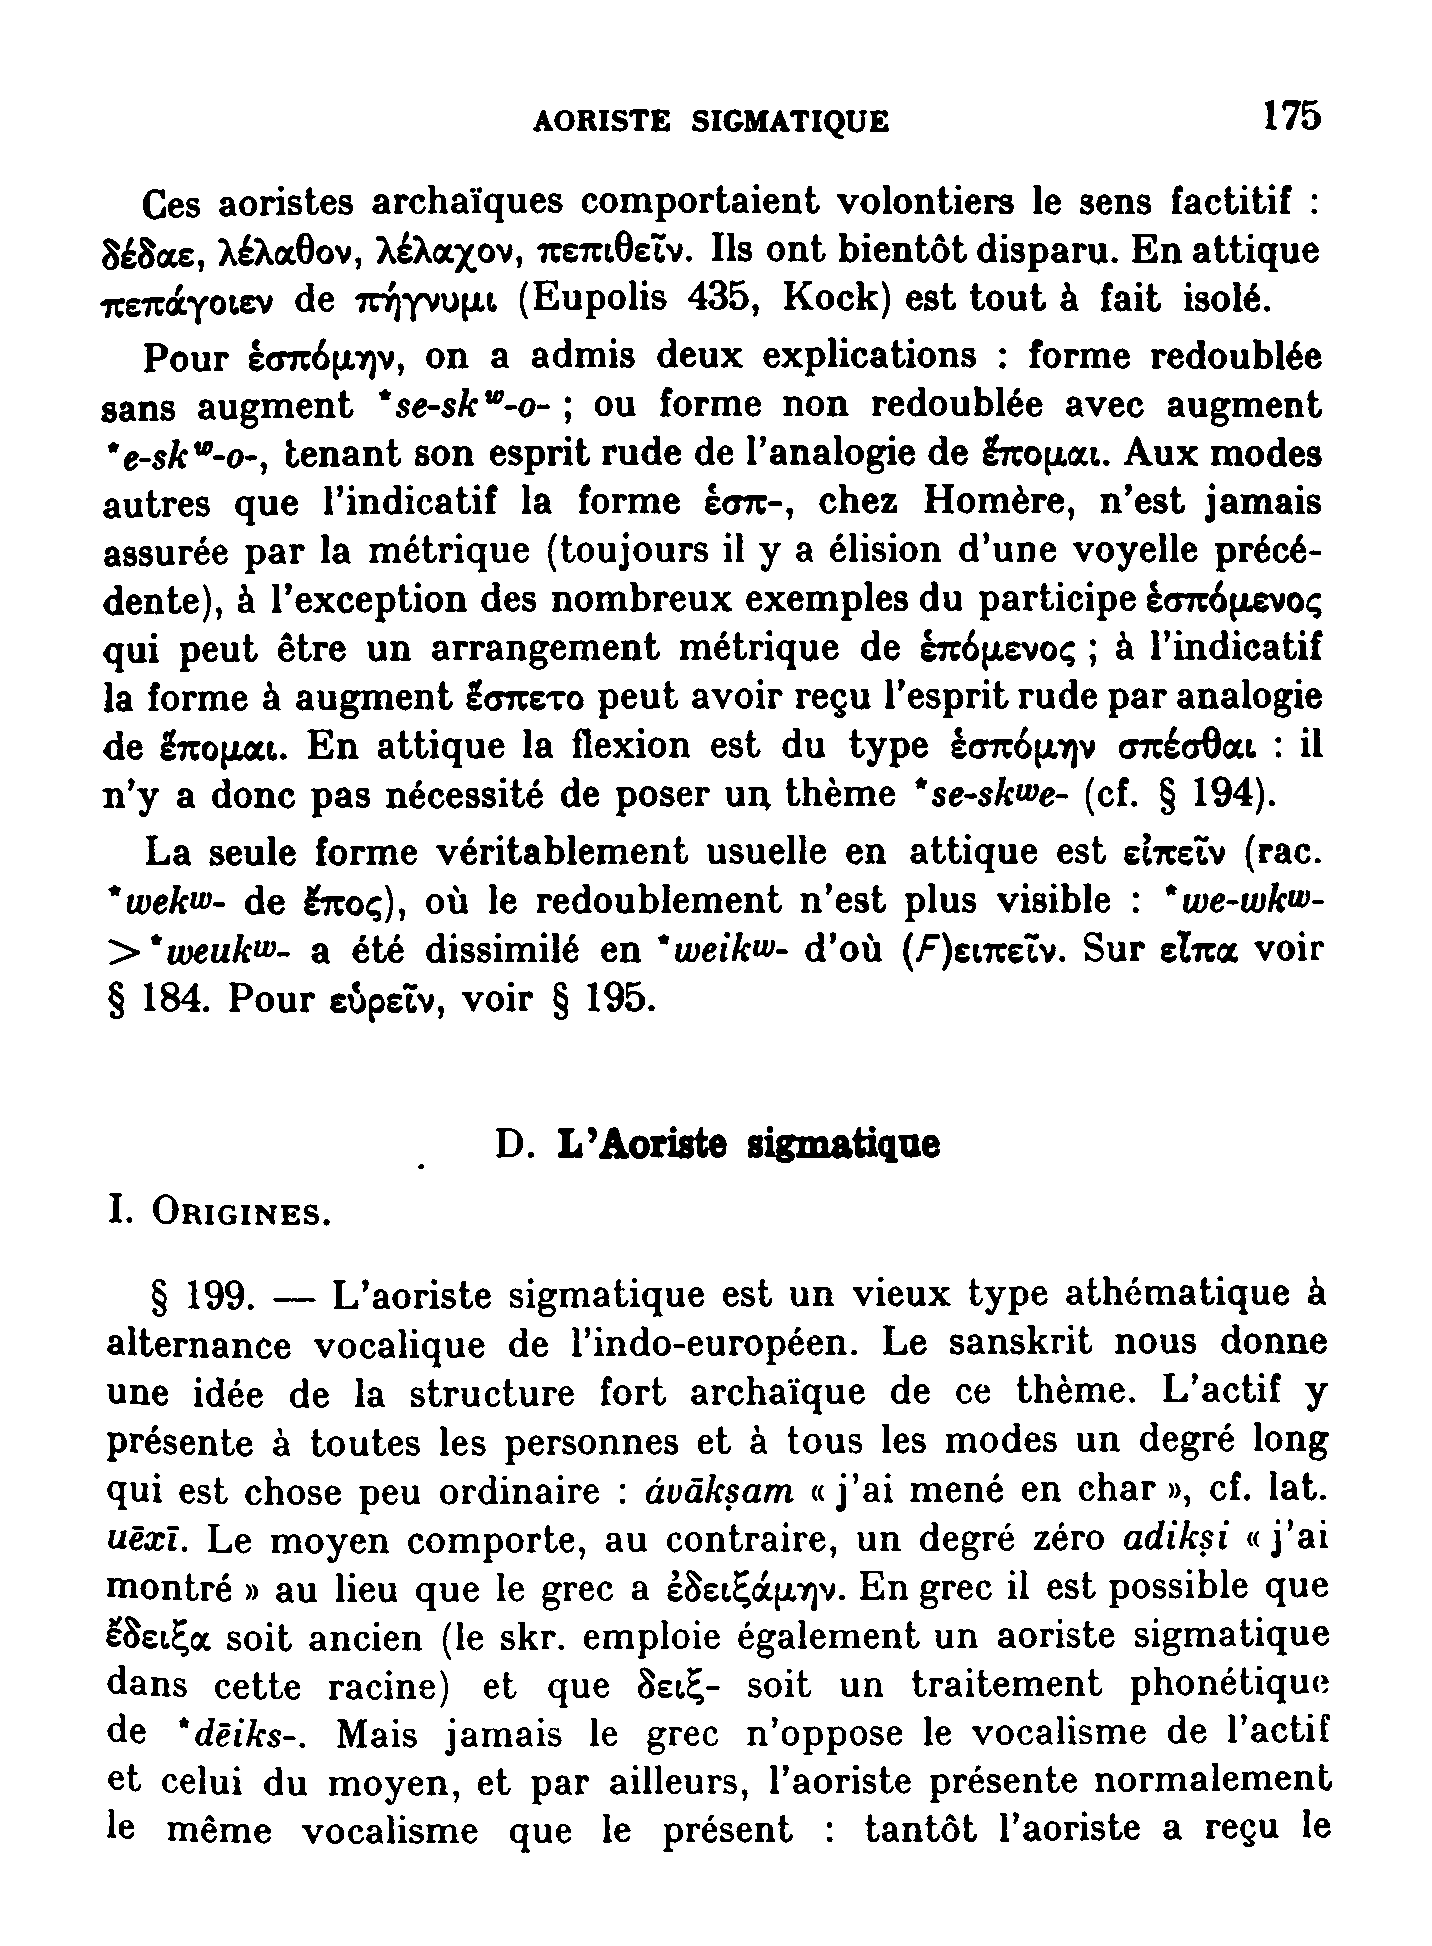 AORISTE SIGMATIQUE 175
Ces aoristes archaïques comportaient volontiers le sens factitif :
δέδαε, λέλαθον, λέλαχον, πεπιθεῖν. Ils ont bientôt disparu. En attique
πεπάγοιεν de πήγνυμι (Eupolis 435, Kock) est tout à fait isolé.
Pour ἑσπόμην, on a admis deux explications : forme redoublée
sans augment *se-skʷ-o- ; ou forme non redoublée avec augment
*e-skʷ-o-, tenant son esprit rude de l'analogie de ἕπομαι. Aux modes
autres que l'indicatif la forme ἑσπ-, chez Homère, n'est jamais
assurée par la métrique (toujours il y a élision d'une voyelle précé-
dente), à l'exception des nombreux exemples du participe ἑσπόμενος
qui peut être un arrangement métrique de ἑπόμενος ; à l'indicatif
la forme à augment ἕσπετο peut avoir reçu l'esprit rude par analogie
de ἕπομαι. En attique la flexion est du type ἑσπόμην σπέσθαι : il
n'y a donc pas nécessité de poser un thème *se-skʷe- (cf. § 194).
La seule forme véritablement usuelle en attique est εἰπεῖν (rac.
*wekʷ- de ἔπος), où le redoublement n'est plus visible : *we-wkʷ-
> *weukʷ- a été dissimilé en *weikʷ- d'où (F)ειπεῖν. Sur εἶπα voir
§ 184. Pour εὑρεῖν, voir § 195.
D. L'Aoriste sigmatique
I. ORIGINES.
§ 199. — L'aoriste sigmatique est un vieux type athématique à
alternance vocalique de l'indo-européen. Le sanskrit nous donne
une idée de la structure fort archaïque de ce thème. L'actif y
présente à toutes les personnes et à tous les modes un degré long
qui est chose peu ordinaire : ávākṣam « j'ai mené en char », cf. lat.
uēxī. Le moyen comporte, au contraire, un degré zéro adikṣi « j'ai
montré » au lieu que le grec a ἐδειξάμην. En grec il est possible que
ἔδειξα soit ancien (le skr. emploie également un aoriste sigmatique
dans cette racine) et que δειξ- soit un traitement phonétique
de *dēiks-. Mais jamais le grec n'oppose le vocalisme de l'actif
et celui du moyen, et par ailleurs, l'aoriste présente normalement
le même vocalisme que le présent : tantôt l'aoriste a reçu le